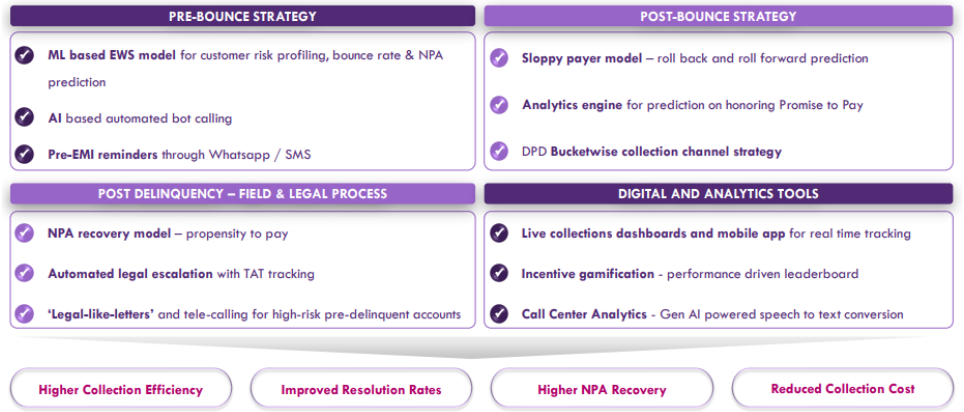 PRE-BOUNCE STRATEGY
ML based EWS model for customer risk profiling, bounce rate & NPA
prediction
AI based automated bot calling
Pre-EMI reminders through Whatsapp / SMS
POST-BOUNCE STRATEGY
Sloppy payer model – roll back and roll forward prediction
Analytics engine for prediction on honoring Promise to Pay
DPD Bucketwise collection channel strategy
POST DELINQUENCY – FIELD & LEGAL PROCESS
NPA recovery model – propensity to pay
Automated legal escalation with TAT tracking
‘Legal-like-letters’ and tele-calling for high-risk pre-delinquent accounts
DIGITAL AND ANALYTICS TOOLS
Live collections dashboards and mobile app for real time tracking
Incentive gamification - performance driven leaderboard
Call Center Analytics - Gen AI powered speech to text conversion
Higher Collection Efficiency
Improved Resolution Rates
Higher NPA Recovery
Reduced Collection Cost